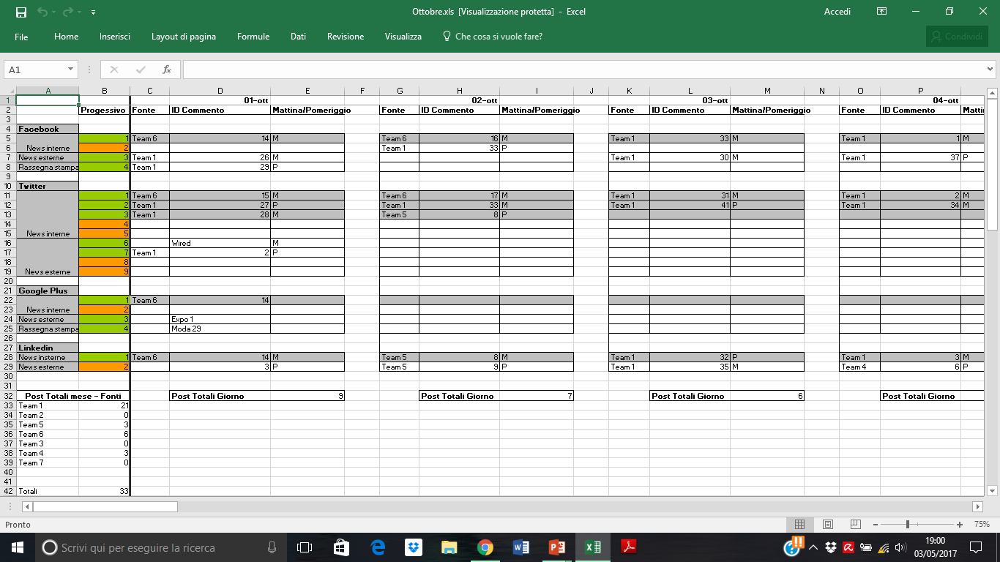 Ottobre.xls [Visualizzazione protetta] - Excel
Accedi
File Home Inserisci Layout di pagina Formule Dati Revisione Visualizza Che cosa si vuole fare? Condividi
A1 fx
A B C D E F G H I J K L M N O P
1 01-ott 02-ott 03-ott 04-ott
2 Progressivo Fonte ID Commento Mattina/Pomeriggio Fonte ID Commento Mattina/Pomeriggio Fonte ID Commento Mattina/Pomeriggio Fonte ID Commento Matti
3
4 Facebook
5 1 Team 6 14 M Team 6 16 M Team 1 33 M Team 1 1 M
6 News interne 2 Team 1 33 P
7 News esterne 3 Team 1 26 M Team 1 30 M Team 1 37 P
8 Rassegna stampa 4 Team 1 29 P
9
10 Twitter
11 1 Team 6 15 M Team 6 17 M Team 1 31 M Team 1 2 M
12 2 Team 1 27 P Team 1 33 M Team 1 41 P Team 1 34 M
13 3 Team 1 28 M Team 5 8 P
14 4
15 News interne 5
16 6 Wired M
17 7 Team 1 2 P
18 8
19 News esterne 9
20
21 Google Plus
22 1 Team 6 14
23 News interne 2
24 News esterne 3 Expo 1
25 Rassegna stampa 4 Moda 29
26
27 Linkedin
28 News insterne 1 Team 6 14 M Team 5 8 M Team 1 32 P Team 1 3 M
29 News esterne 2 3 P Team 5 9 P Team 1 35 M Team 4 6 P
30
31
32 Post Totali mese - Fonti Post Totali Giorno 9 Post Totali Giorno 7 Post Totali Giorno 6 Post Totali Giorno
33 Team 1 21
34 Team 2 0
35 Team 5 3
36 Team 6 6
37 Team 3 0
38 Team 4 3
39 Team 7 0
40
41
42 Totali 33
Pronto 75%
Scrivi qui per eseguire la ricerca
11
19:00
03/05/2017